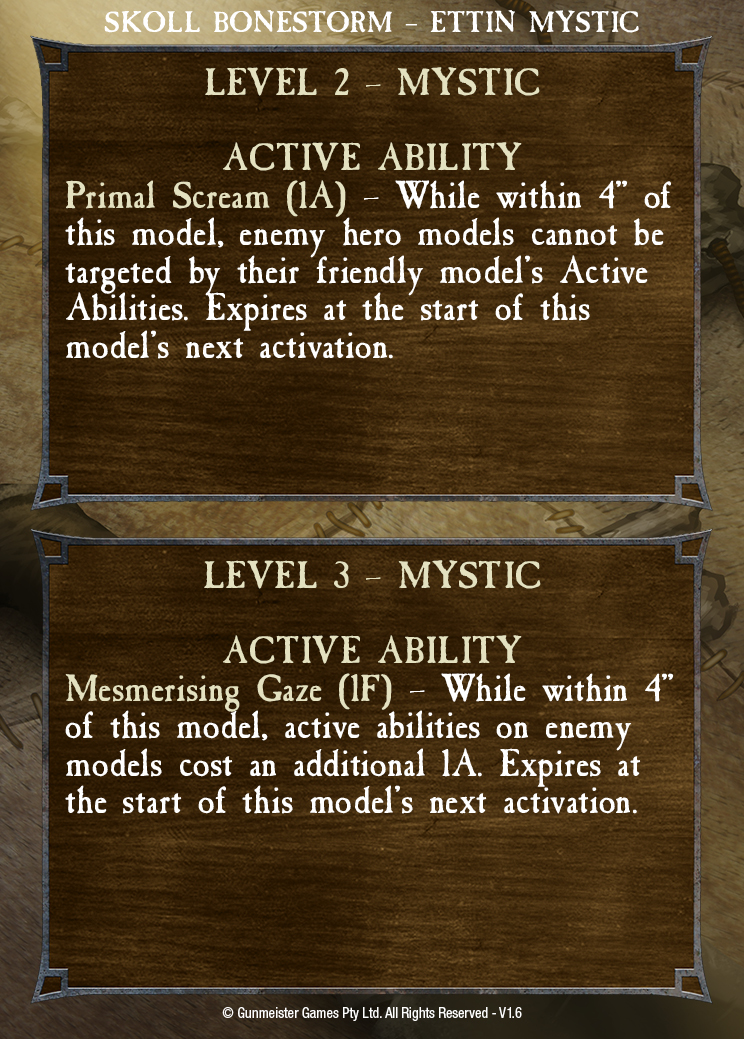 SKOLL BONESTORM – ETTIN MYSTIC
LEVEL 2 – MYSTIC
ACTIVE ABILITY
Primal Scream (1A) – While within 4” of
this model, enemy hero models cannot be
targeted by their friendly model’s Active
Abilities. Expires at the start of this
model’s next activation.
LEVEL 3 – MYSTIC
ACTIVE ABILITY
Mesmerising Gaze (1F) – While within 4”
of this model, active abilities on enemy
models cost an additional 1A. Expires at
the start of this model’s next activation.
© Gunmeister Games Pty Ltd. All Rights Reserved - V1.6